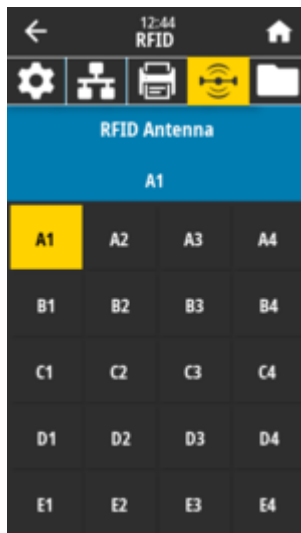 12:44
RFID
RFID Antenna
A1
A1 A2 A3 A4
B1 B2 B3 B4
C1 C2 C3 C4
D1 D2 D3 D4
E1 E2 E3 E4